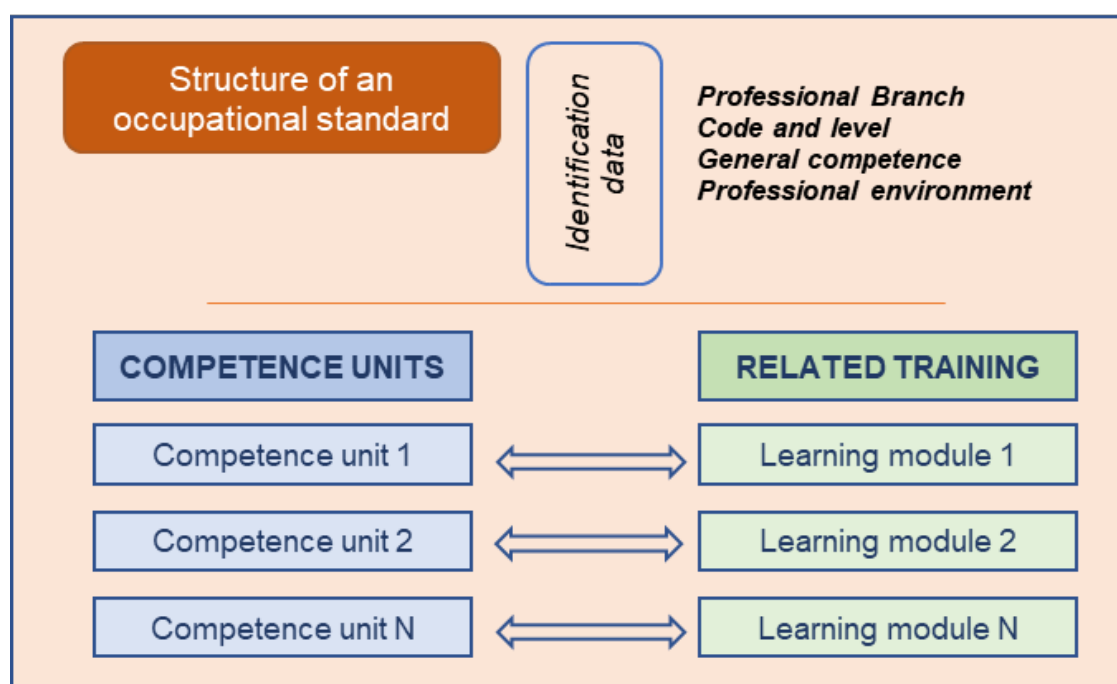 Structure of an
occupational standard
Identification
data
Professional Branch
Code and level
General competence
Professional environment
COMPETENCE UNITS
RELATED TRAINING
Competence unit 1
Learning module 1
Competence unit 2
Learning module 2
Competence unit N
Learning module N